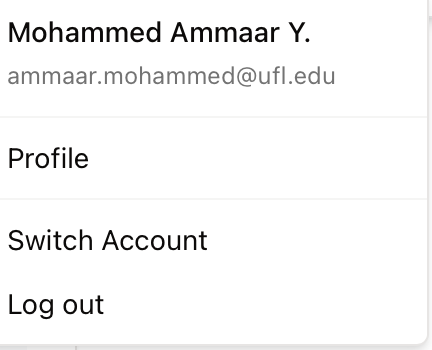 Mohammed Ammaar Y.
ammaar.mohammed@ufl.edu
Profile
Switch Account
Log out